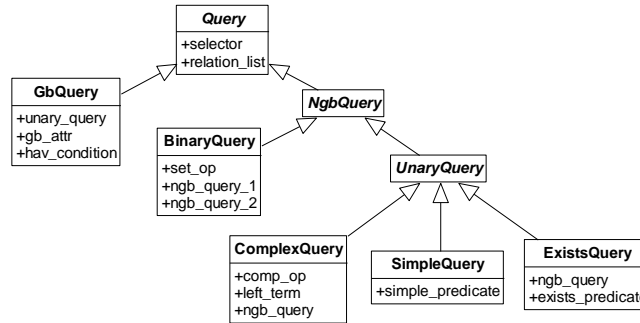 Query
+selector
+relation_list
GbQuery
+unary_query
+gb_attr
+hav_condition
NgbQuery
BinaryQuery
+set_op
+ngb_query_1
+ngb_query_2
UnaryQuery
ComplexQuery
+comp_op
+left_term
+ngb_query
SimpleQuery
+simple_predicate
ExistsQuery
+ngb_query
+exists_predicate